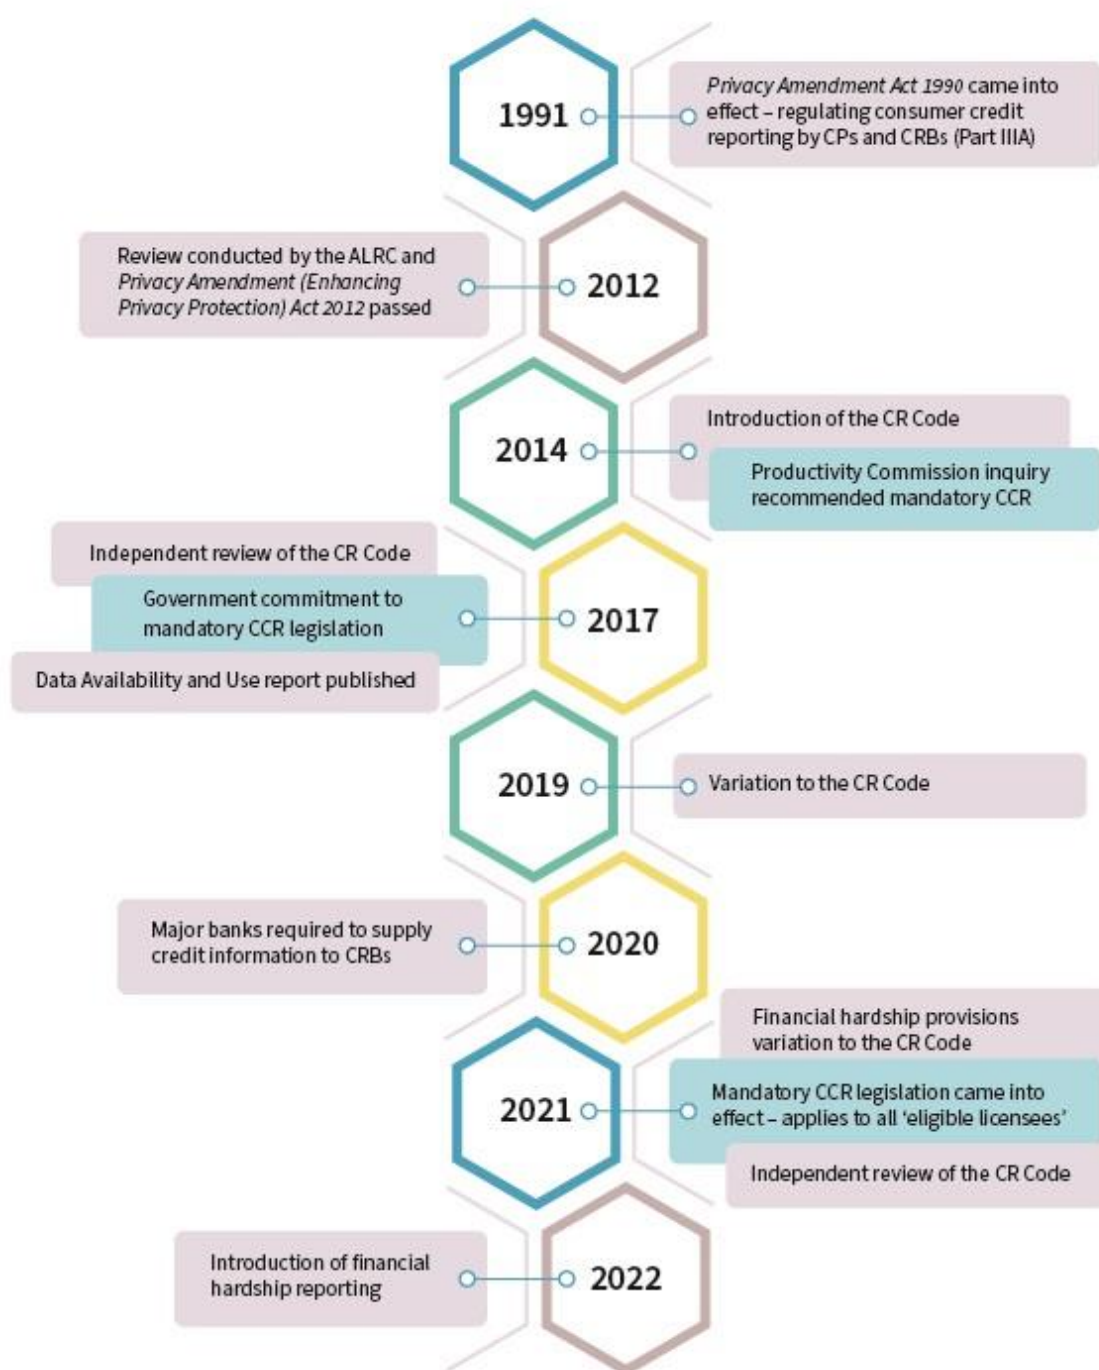 1991
Privacy Amendment Act 1990 came into
effect – regulating consumer credit
reporting by CPs and CRBs (Part IIIA)
Review conducted by the ALRC and
Privacy Amendment (Enhancing
Privacy Protection) Act 2012 passed
2012
2014
Introduction of the CR Code
Productivity Commission inquiry
recommended mandatory CCR
Independent review of the CR Code
Government commitment to
mandatory CCR legislation
Data Availability and Use report published
2017
2019
Variation to the CR Code
Major banks required to supply
credit information to CRBs
2020
2021
Financial hardship provisions
variation to the CR Code
Mandatory CCR legislation came into
effect – applies to all ‘eligible licensees’
Independent review of the CR Code
Introduction of financial
hardship reporting
2022